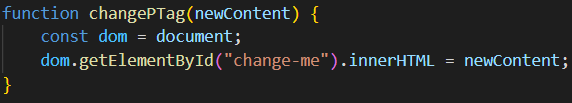 function changePTag(newContent) {
    const dom = document;
    dom.getElementById("change-me").innerHTML = newContent;
}